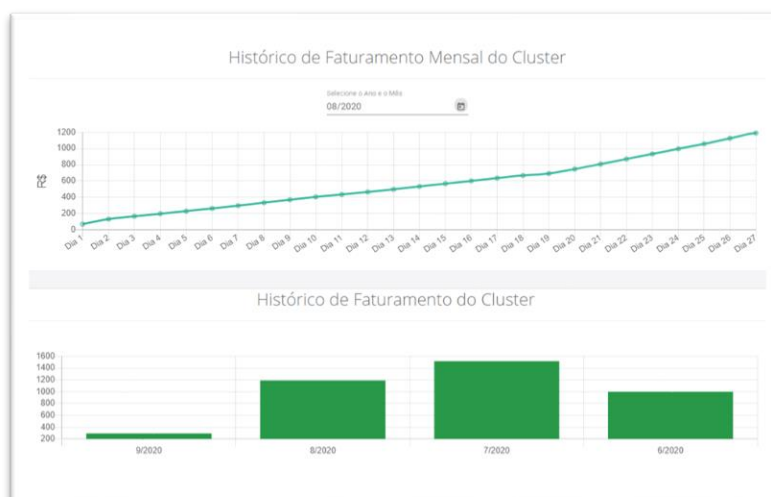 Histórico de Faturamento Mensal do Cluster
Selecione o Ano e o Mês
08/2020
R$
1200
1000
800
600
400
200
0
Dia 1 Dia 2 Dia 3 Dia 4 Dia 5 Dia 6 Dia 7 Dia 8 Dia 9 Dia 10 Dia 11 Dia 12 Dia 13 Dia 14 Dia 15 Dia 16 Dia 17 Dia 18 Dia 19 Dia 20 Dia 21 Dia 22 Dia 23 Dia 24 Dia 25 Dia 26 Dia 27
Histórico de Faturamento do Cluster
1600
1400
1200
1000
800
600
400
200
9/2020 8/2020 7/2020 6/2020